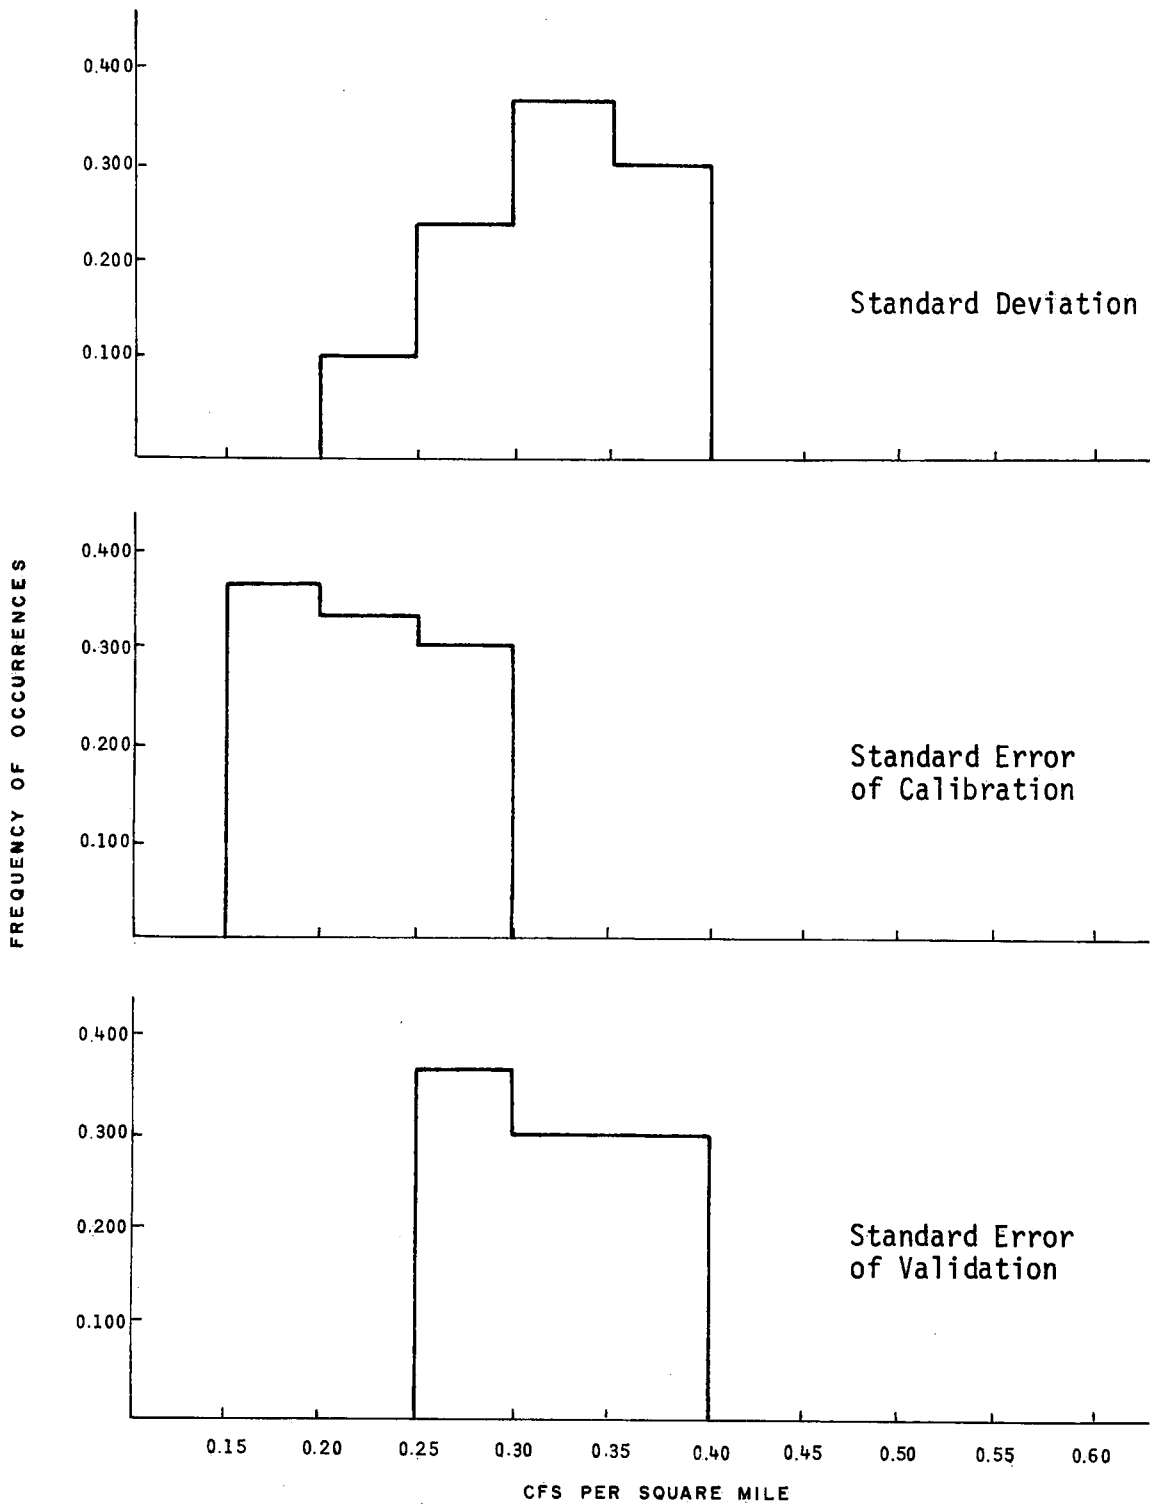 0.400
0.300
0.200
0.100
Standard Deviation
FREQUENCY OF OCCURRENCES
0.400
0.300
0.200
0.100
Standard Error
of Calibration
0.400
0.300
0.200
0.100
Standard Error
of Validation
0.15 0.20 0.25 0.30 0.35 0.40 0.45 0.50 0.55 0.60
CFS PER SQUARE MILE